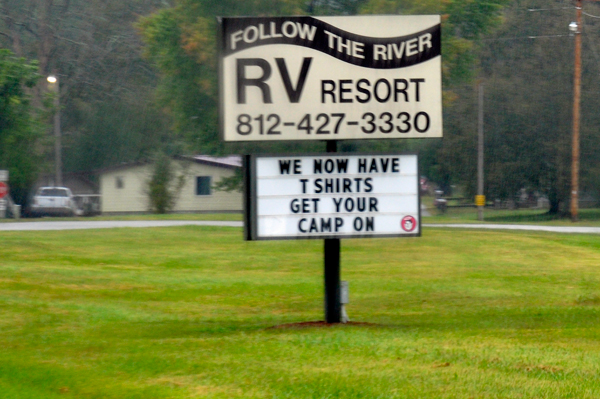 FOLLOW THE RIVER
RV RESORT
812-427-3330
WE NOW HAVE
T SHIRTS
GET YOUR
CAMP ON